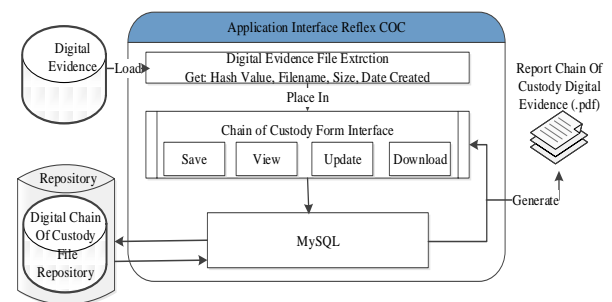 Application Interface Reflex COC
Digital
Evidence
Load
Digital Evidence File Extrction
Get: Hash Value, Filename, Size, Date Created
Place In
Chain of Custody Form Interface
Save
View
Update
Download
Report Chain Of
Custody Digital
Evidence (.pdf)
Generate
Repository
Digital Chain
Of Custody
File
Repository
MySQL